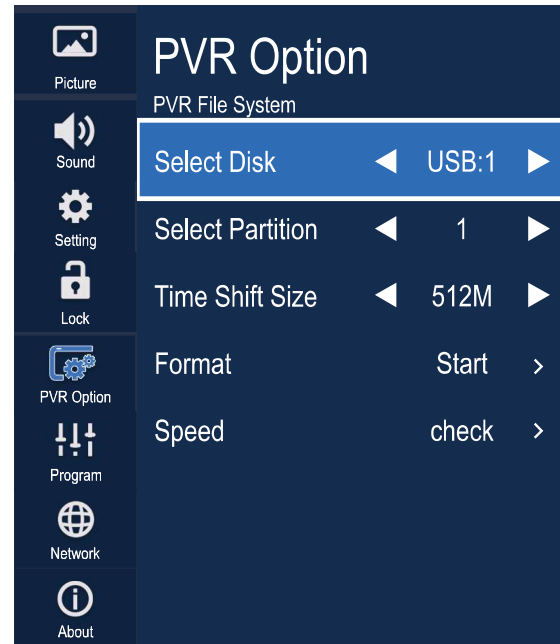 Picture
Sound
Setting
Lock
PVR Option
Program
Network
About
PVR Option
PVR File System
Select Disk USB:1
Select Partition 1
Time Shift Size 512M
Format Start
Speed check